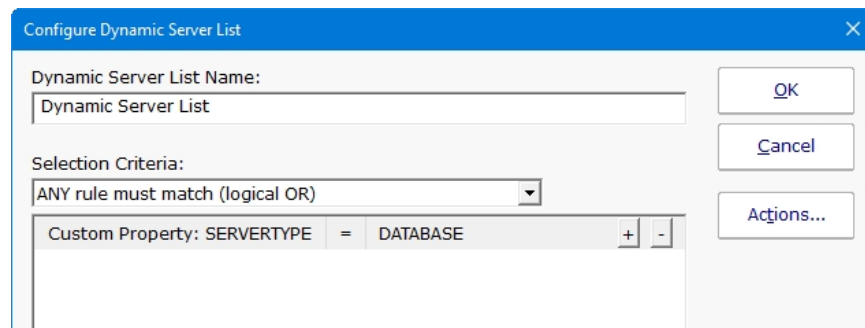 Configure Dynamic Server List
Dynamic Server List Name:
Dynamic Server List
OK
Cancel
Selection Criteria:
ANY rule must match (logical OR)
Actions...
Custom Property: SERVERTYPE = DATABASE + -